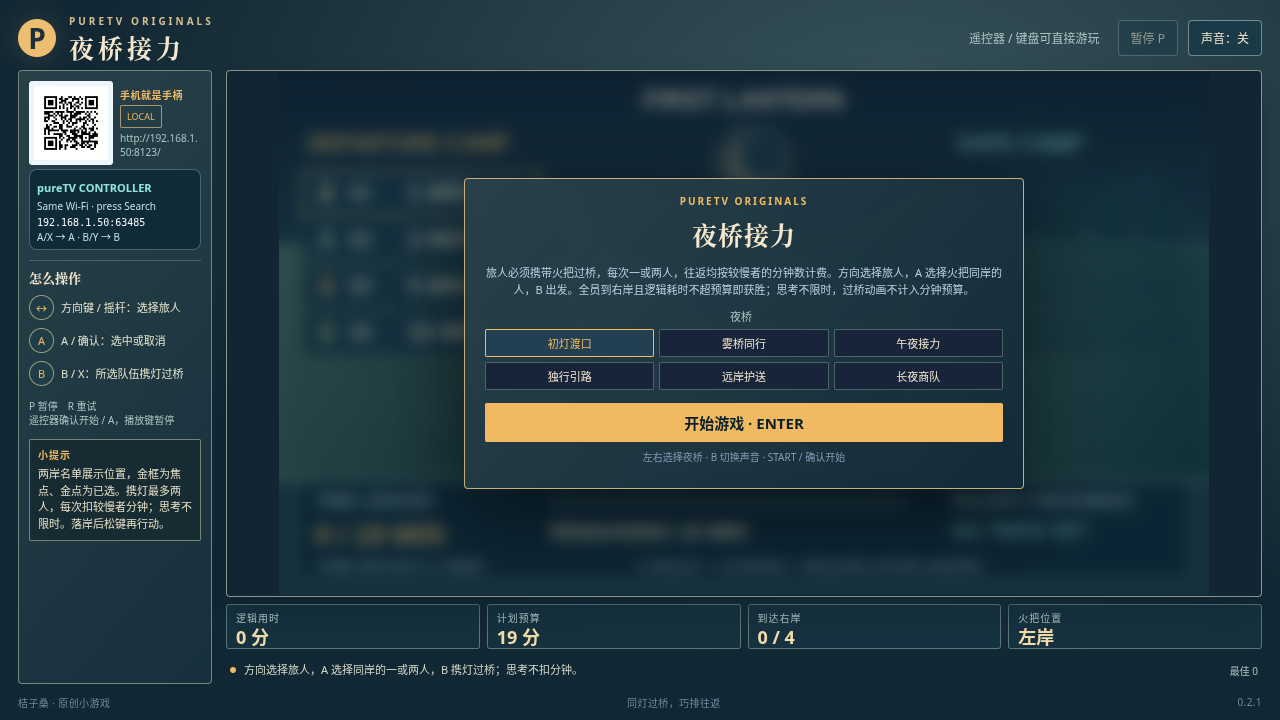 P
PURETV ORIGINALS
夜桥接力
遥控器 / 键盘可直接游玩
暂停 P
声音：关
手机就是手柄
LOCAL
http://192.168.1.
50:8123/
pureTV CONTROLLER
Same Wi-Fi · press Search
192.168.1.50:63485
A/X → A · B/Y → B
怎么操作
↔
方向键 / 摇杆：选择旅人
A
A / 确认：选中或取消
B
B / X：所选队伍携灯过桥
P 暂停 R 重试
遥控器确认开始 / A，播放键暂停
小提示
两岸名单展示位置，金框为焦
点、金点为已选。携灯最多两
人，每次扣较慢者分钟；思考不
限时。落岸后松键再行动。
FIRST LANTERN
PURETV ORIGINALS
夜桥接力
旅人必须携带火把过桥，每次一或两人，往返均按较慢者的分钟数计费。方向选择旅人，A 选择火把同岸的
人，B 出发。全员到右岸且逻辑耗时不超预算即获胜；思考不限时，过桥动画不计入分钟预算。
夜桥
初灯渡口
雾桥同行
午夜接力
独行引路
远岸护送
长夜商队
开始游戏 · ENTER
左右选择夜桥 · B 切换声音 · START / 确认开始
逻辑用时
0 分
计划预算
19 分
到达右岸
0 / 4
火把位置
左岸
方向选择旅人，A 选择同岸的一或两人，B 携灯过桥；思考不扣分钟。
最佳 0
桔子桑 · 原创小游戏
同灯过桥，巧排往返
0.2.1